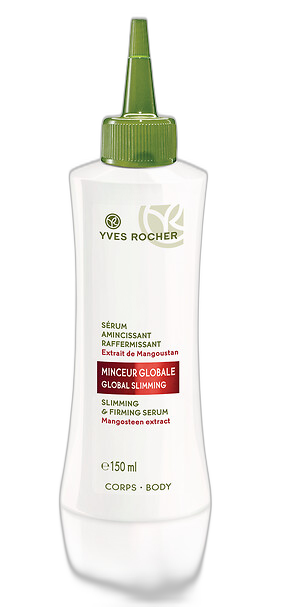 YVES ROCHER
SÉRUM
AMINCISSANT
RAFFERMISSANT
Extrait de Mangoustan
MINCEUR GLOBALE
GLOBAL SLIMMING
SLIMMING
& FIRMING SERUM
Mangosteen extract
℮150 ml
CORPS • BODY